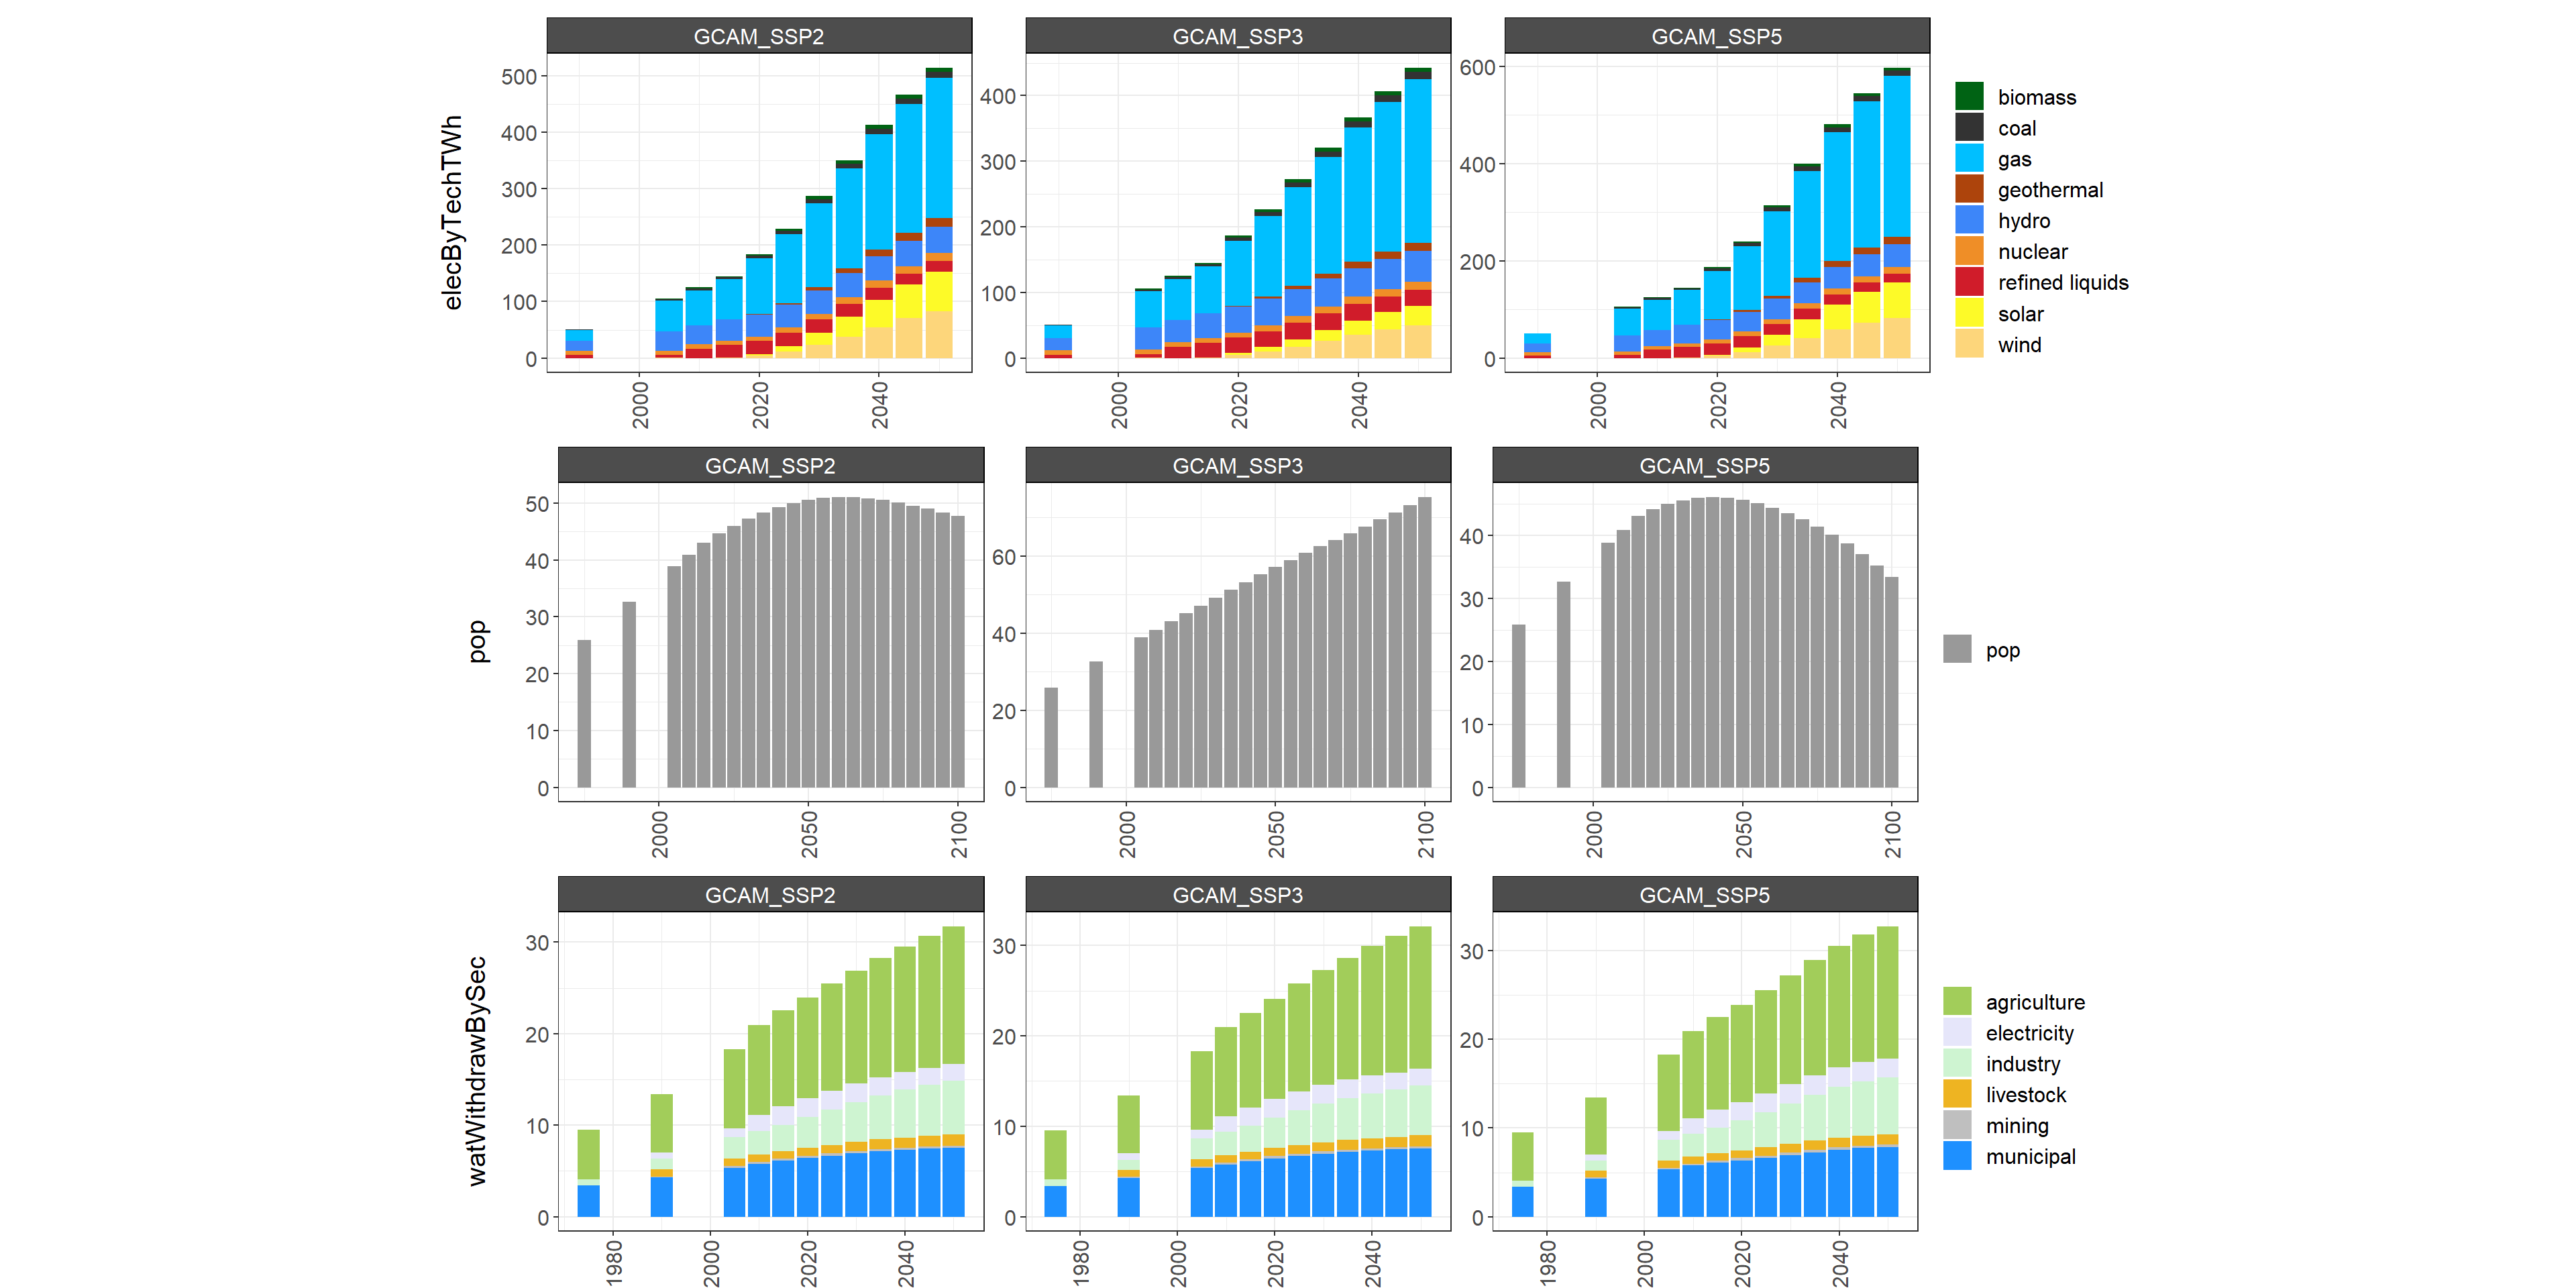 GCAM_SSP2
GCAM_SSP3
GCAM_SSP5
elecByTechTWh
500
400
300
200
100
0
2000
2020
2040
400
300
200
100
0
2000
2020
2040
600
400
200
0
2000
2020
2040
biomass
coal
gas
geothermal
hydro
nuclear
refined liquids
solar
wind
GCAM_SSP2
GCAM_SSP3
GCAM_SSP5
pop
50
40
30
20
10
0
2000
2050
2100
60
40
20
0
2000
2050
2100
40
30
20
10
0
2000
2050
2100
pop
GCAM_SSP2
GCAM_SSP3
GCAM_SSP5
watWithdrawBySec
30
20
10
0
1980
2000
2020
2040
30
20
10
0
1980
2000
2020
2040
30
20
10
0
1980
2000
2020
2040
agriculture
electricity
industry
livestock
mining
municipal